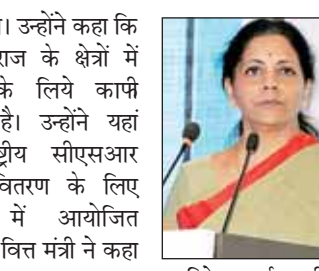 । उन्होंने कहा कि
राज के क्षेत्रों में
के लिये काफी
है। उन्होंने यहां
ष्ट्रीय सीएसआर
वितरण के लिए
में आयोजित
वित्त मंत्री ने कहा